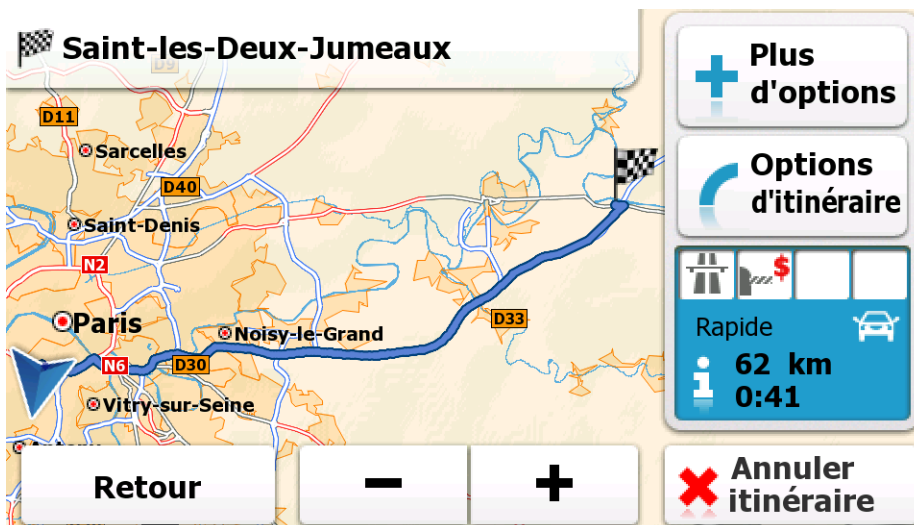 Saint-les-Deux-Jumeaux
Plus
d'options
D11
Sarcelles
D40
Options
d'itinéraire
Saint-Denis
N2
$
Paris
Noisy-le-Grand
D33
Rapide
N6
D30
62 km
0:41
Vitry-sur-Seine
Retour
–
+
Annuler
itinéraire